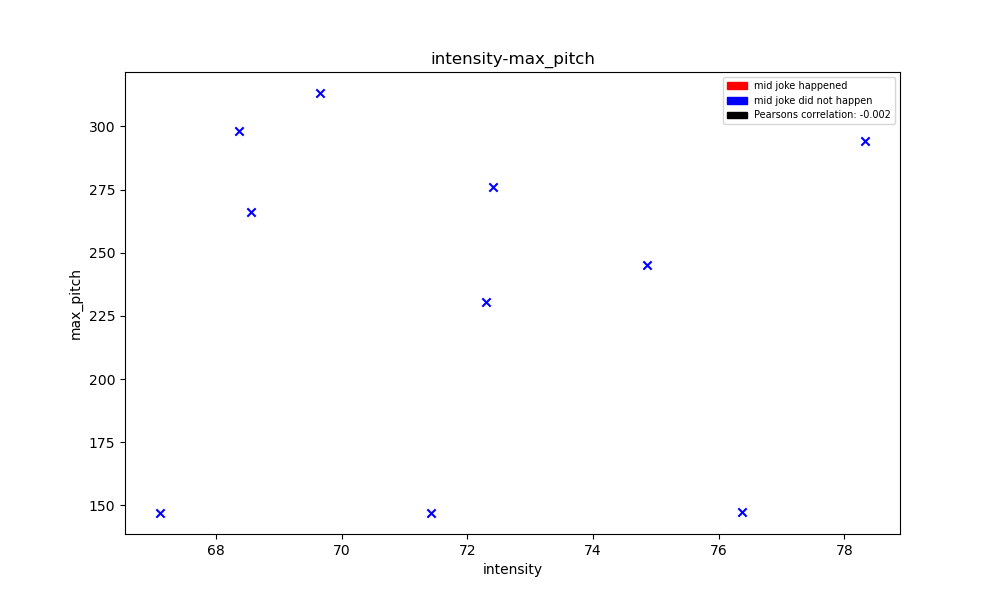 intensity-max_pitch
mid joke happened
mid joke did not happen
Pearsons correlation: -0.002
max_pitch
300
275
250
225
200
175
150
68 70 72 74 76 78
intensity